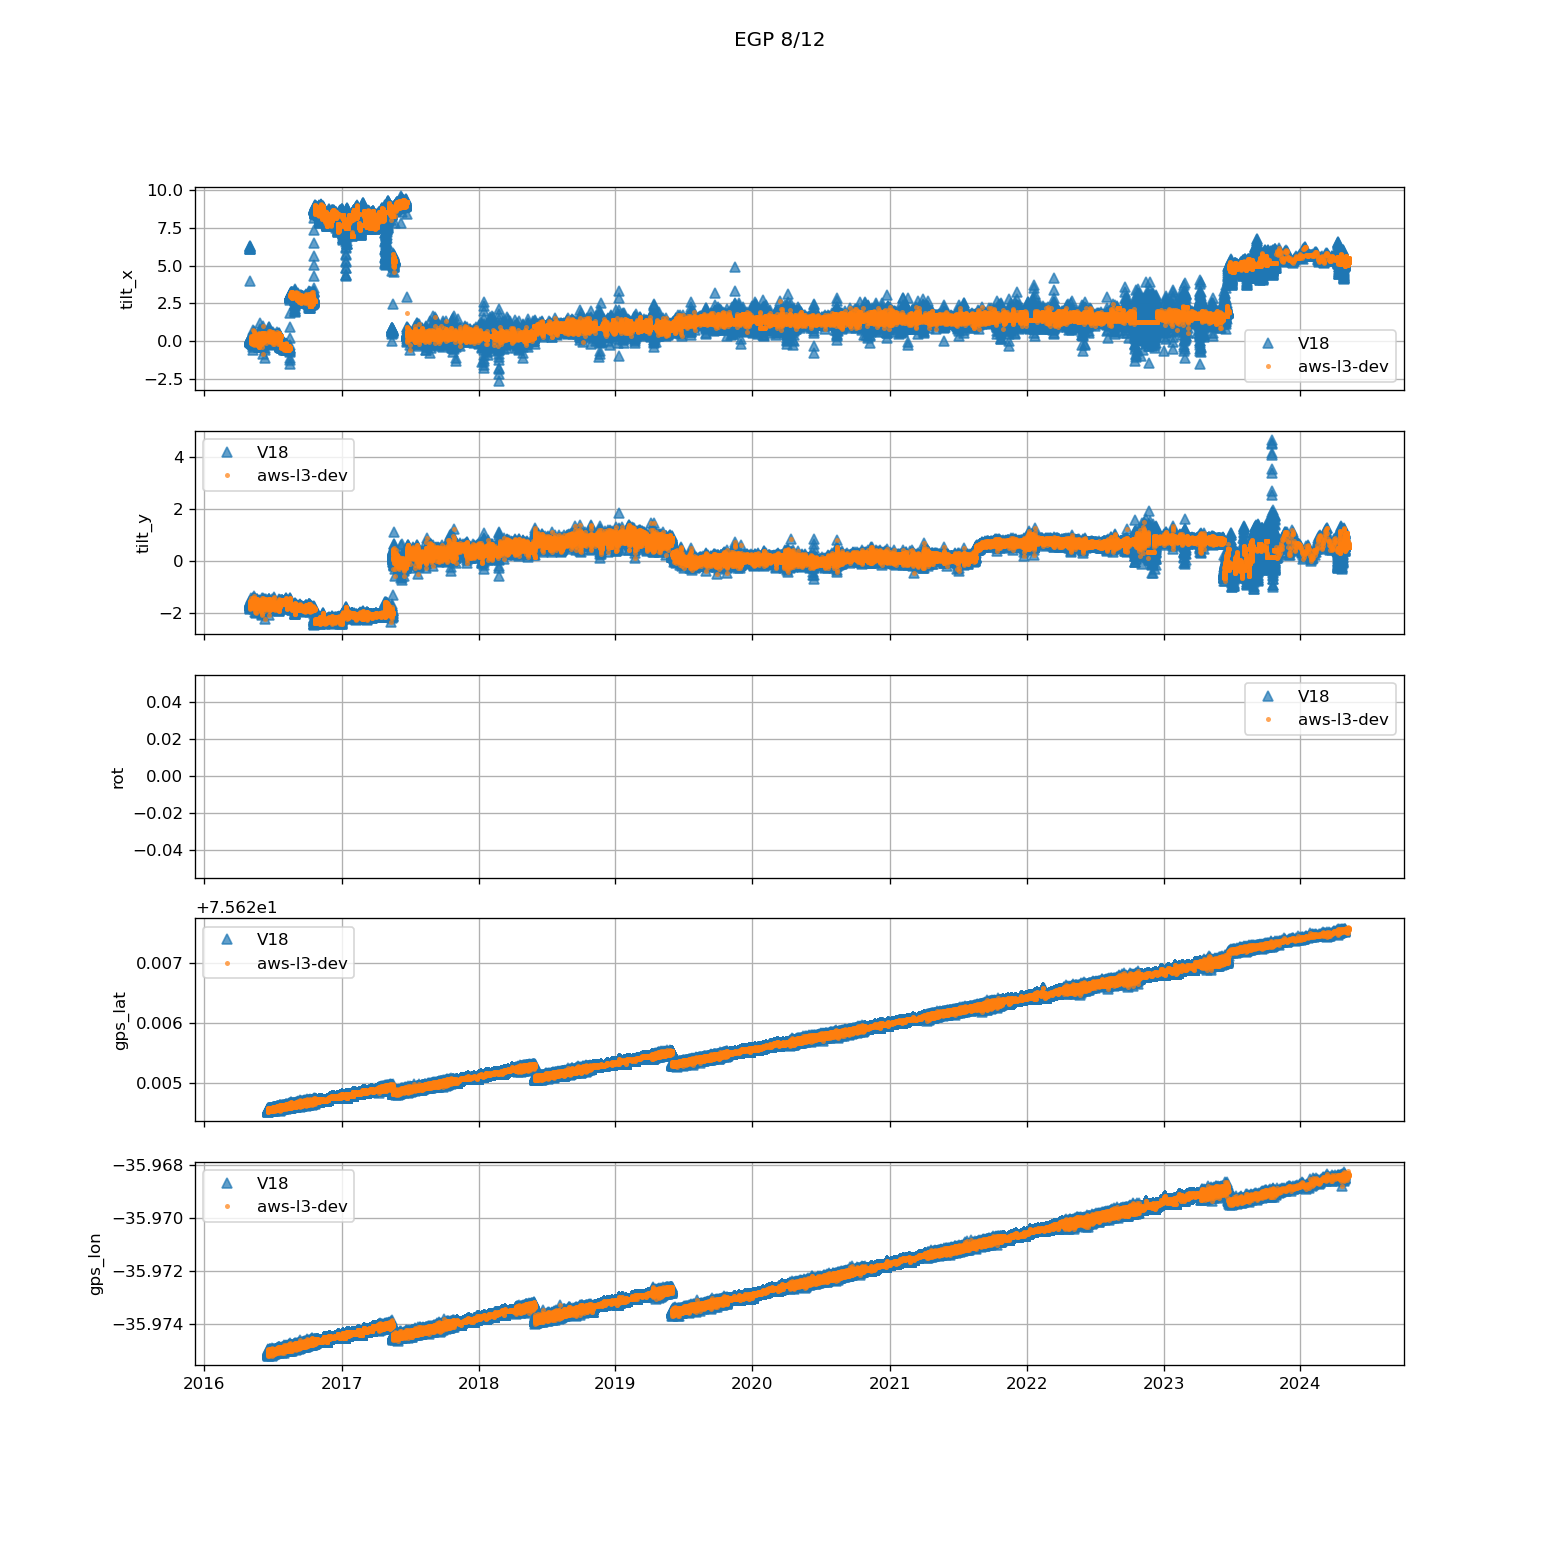 EGP 8/12
10.0
7.5
5.0
2.5
0.0
−2.5
tilt_x
V18
aws-l3-dev
4
2
0
−2
tilt_y
V18
aws-l3-dev
0.04
0.02
0.00
−0.02
−0.04
rot
V18
aws-l3-dev
+7.562e1
0.007
0.006
0.005
gps_lat
V18
aws-l3-dev
−35.968
−35.970
−35.972
−35.974
gps_lon
V18
aws-l3-dev
2016 2017 2018 2019 2020 2021 2022 2023 2024